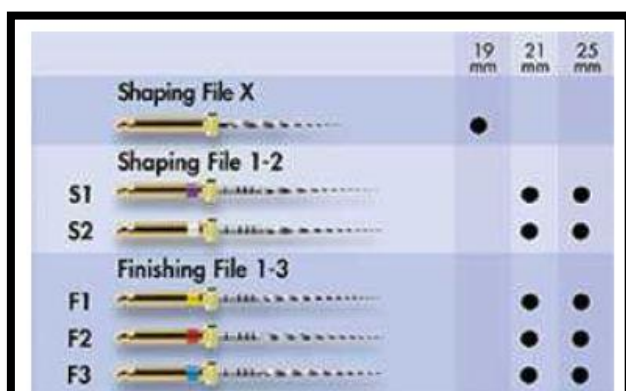 19 mm 21 mm 25 mm
Shaping File X
Shaping File 1-2
S1
S2
Finishing File 1-3
F1
F2
F3